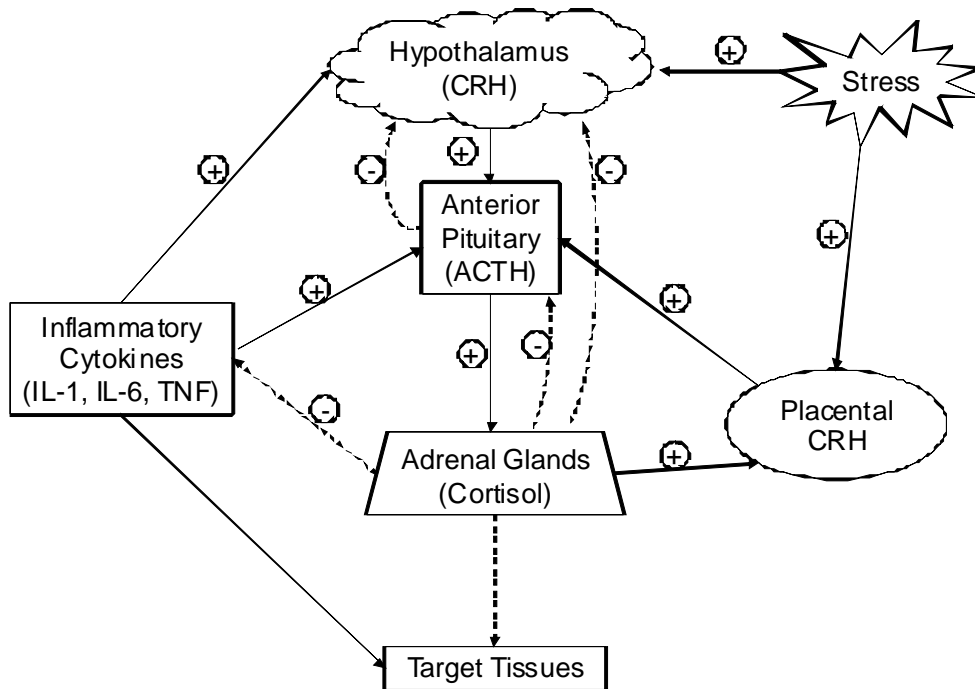 Hypothalamus
(CRH)
+
Stress
+
-
+
-
Anterior
Pituitary
(ACTH)
+
+
+
Inflammatory
Cytokines
(IL-1, IL-6, TNF)
+
-
-
Placental
CRH
Adrenal Glands
(Cortisol)
+
Target Tissues